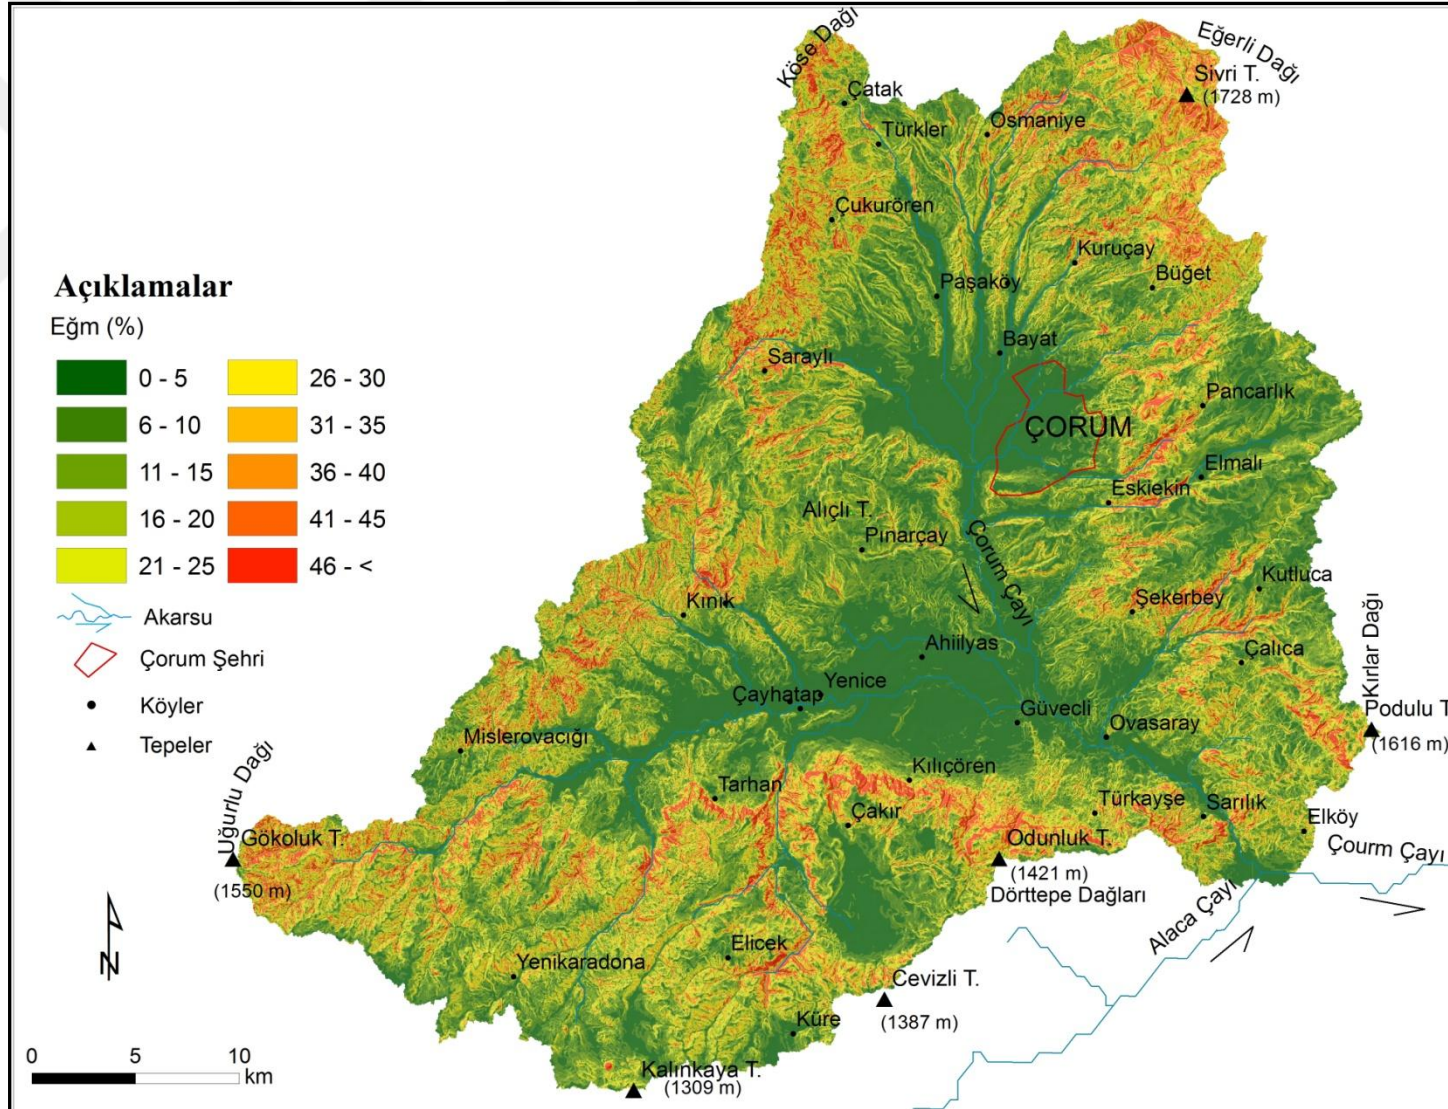 Köse Dağı
Eğerli Dağı
Sivri T.
(1728 m)
Çatak
Osmaniye
Türkler
Çukurören
Kuruçay
Büğet
Paşaköy
Bayat
Saraylı
Pancarlık
ÇORUM
Elmalı
Eskiekin
Alıçlı T.
Pınarçay
Çorum Çayı
Kutluca
Şekerbey
Kınık
Ahiilyas
Çalıca
Kırlar Dağı
Yenice
Çayhatap
Güvecli
Ovasaray
Podulu T
(1616 m)
Mislerovacığı
Kılıçören
Tarhan
Türkayşe
Sarılık
Çakır
Elköy
Uğurlu Dağı
Gökoluk T.
(1550 m)
Odunluk T.
(1421 m)
Dörttepe Dağları
Çourm Çayı
Alaca Çayı
Elicek
Yenikaradona
Cevizli T.
(1387 m)
Küre
Kalınkaya T.
(1309 m)
Açıklamalar
Eğm (%)
0 - 5
6 - 10
11 - 15
16 - 20
21 - 25
26 - 30
31 - 35
36 - 40
41 - 45
46 - <
Akarsu
Çorum Şehri
Köyler
Tepeler
N
0 5 10
km